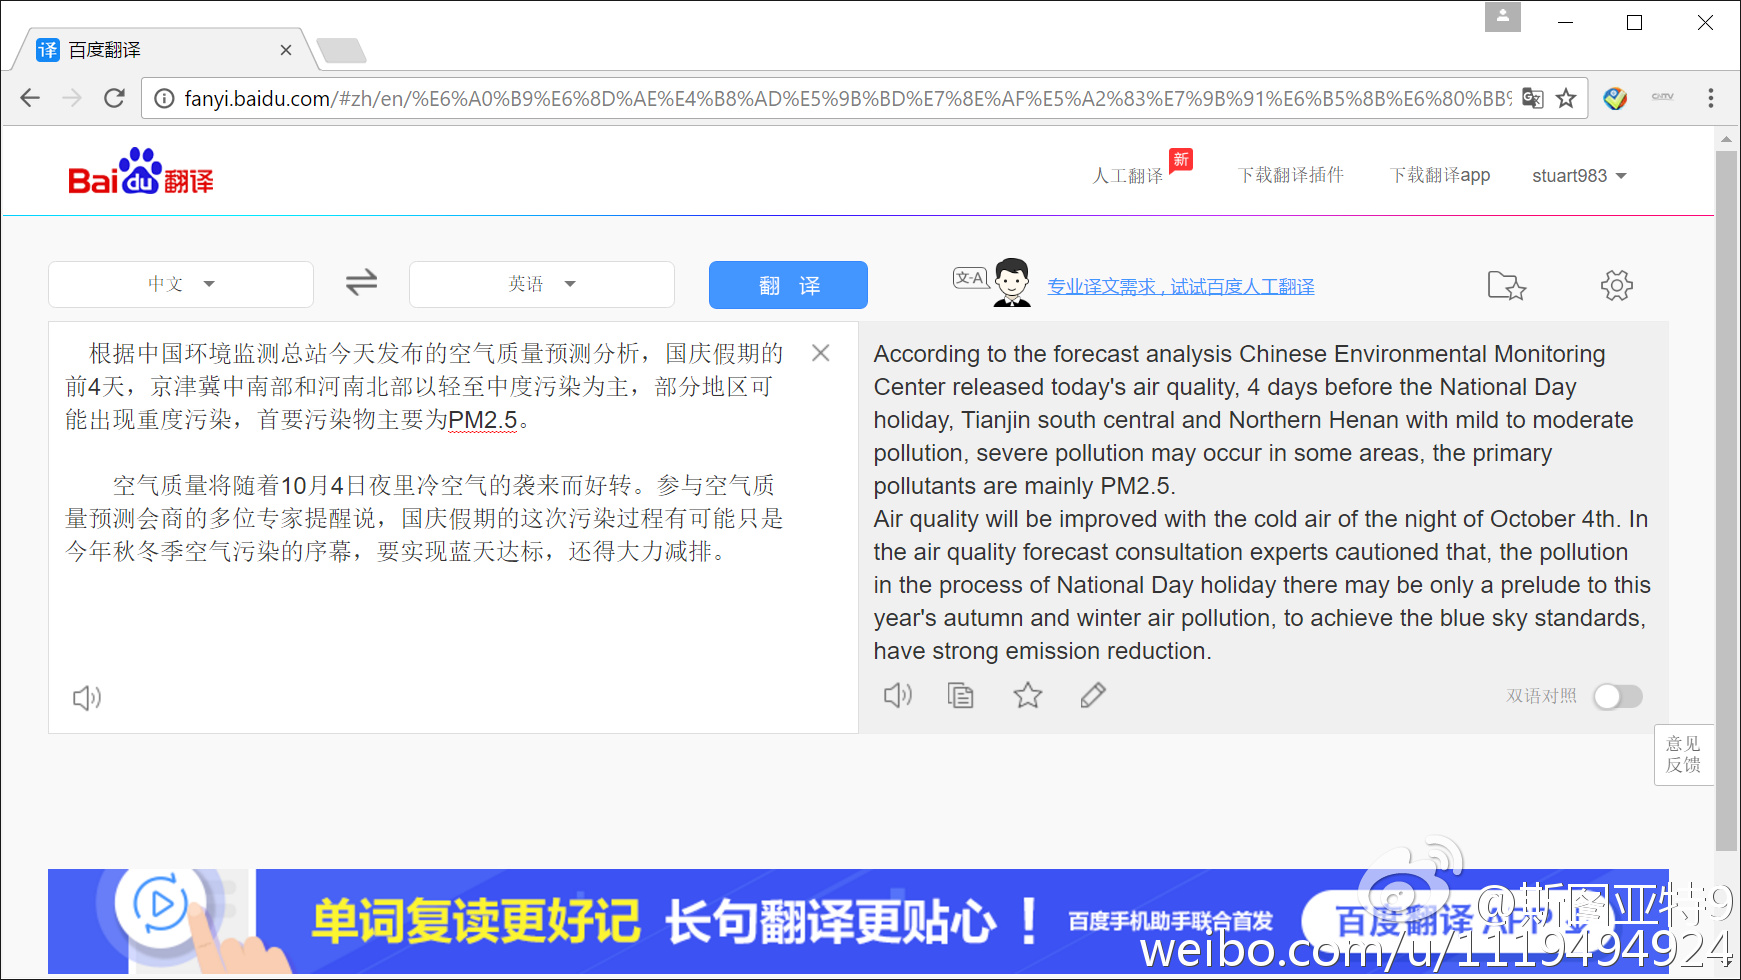 译 百度翻译
fanyi.baidu.com/#zh/en/%E6%A0%B9%E6%8D%AE%E4%B8%AD%E5%9B%BD%E7%8E%AF%E5%A2%83%E7%9B%91%E6%B5%8B%E6%80%BB%
Bai du 翻译
人工翻译 新 下载翻译插件 下载翻译app stuart983
中文 英语 翻 译 文-A 专业译文需求，试试百度人工翻译
根据中国环境监测总站今天发布的空气质量预测分析，国庆假期的
前4天，京津冀中南部和河南北部以轻至中度污染为主，部分地区可
能出现重度污染，首要污染物主要为PM2.5。
空气质量将随着10月4日夜里冷空气的袭来而好转。参与空气质
量预测会商的多位专家提醒说，国庆假期的这次污染过程有可能只是
今年秋冬季空气污染的序幕，要实现蓝天达标，还得大力减排。
According to the forecast analysis Chinese Environmental Monitoring
Center released today's air quality, 4 days before the National Day
holiday, Tianjin south central and Northern Henan with mild to moderate
pollution, severe pollution may occur in some areas, the primary
pollutants are mainly PM2.5.
Air quality will be improved with the cold air of the night of October 4th. In
the air quality forecast consultation experts cautioned that, the pollution
in the process of National Day holiday there may be only a prelude to this
year's autumn and winter air pollution, to achieve the blue sky standards,
have strong emission reduction.
双语对照
意见
反馈
单词复读更好记 长句翻译更贴心！ 百度手机助手联合首发 百度翻译 APP
@斯图亚特9
weibo.com/u/1119494924